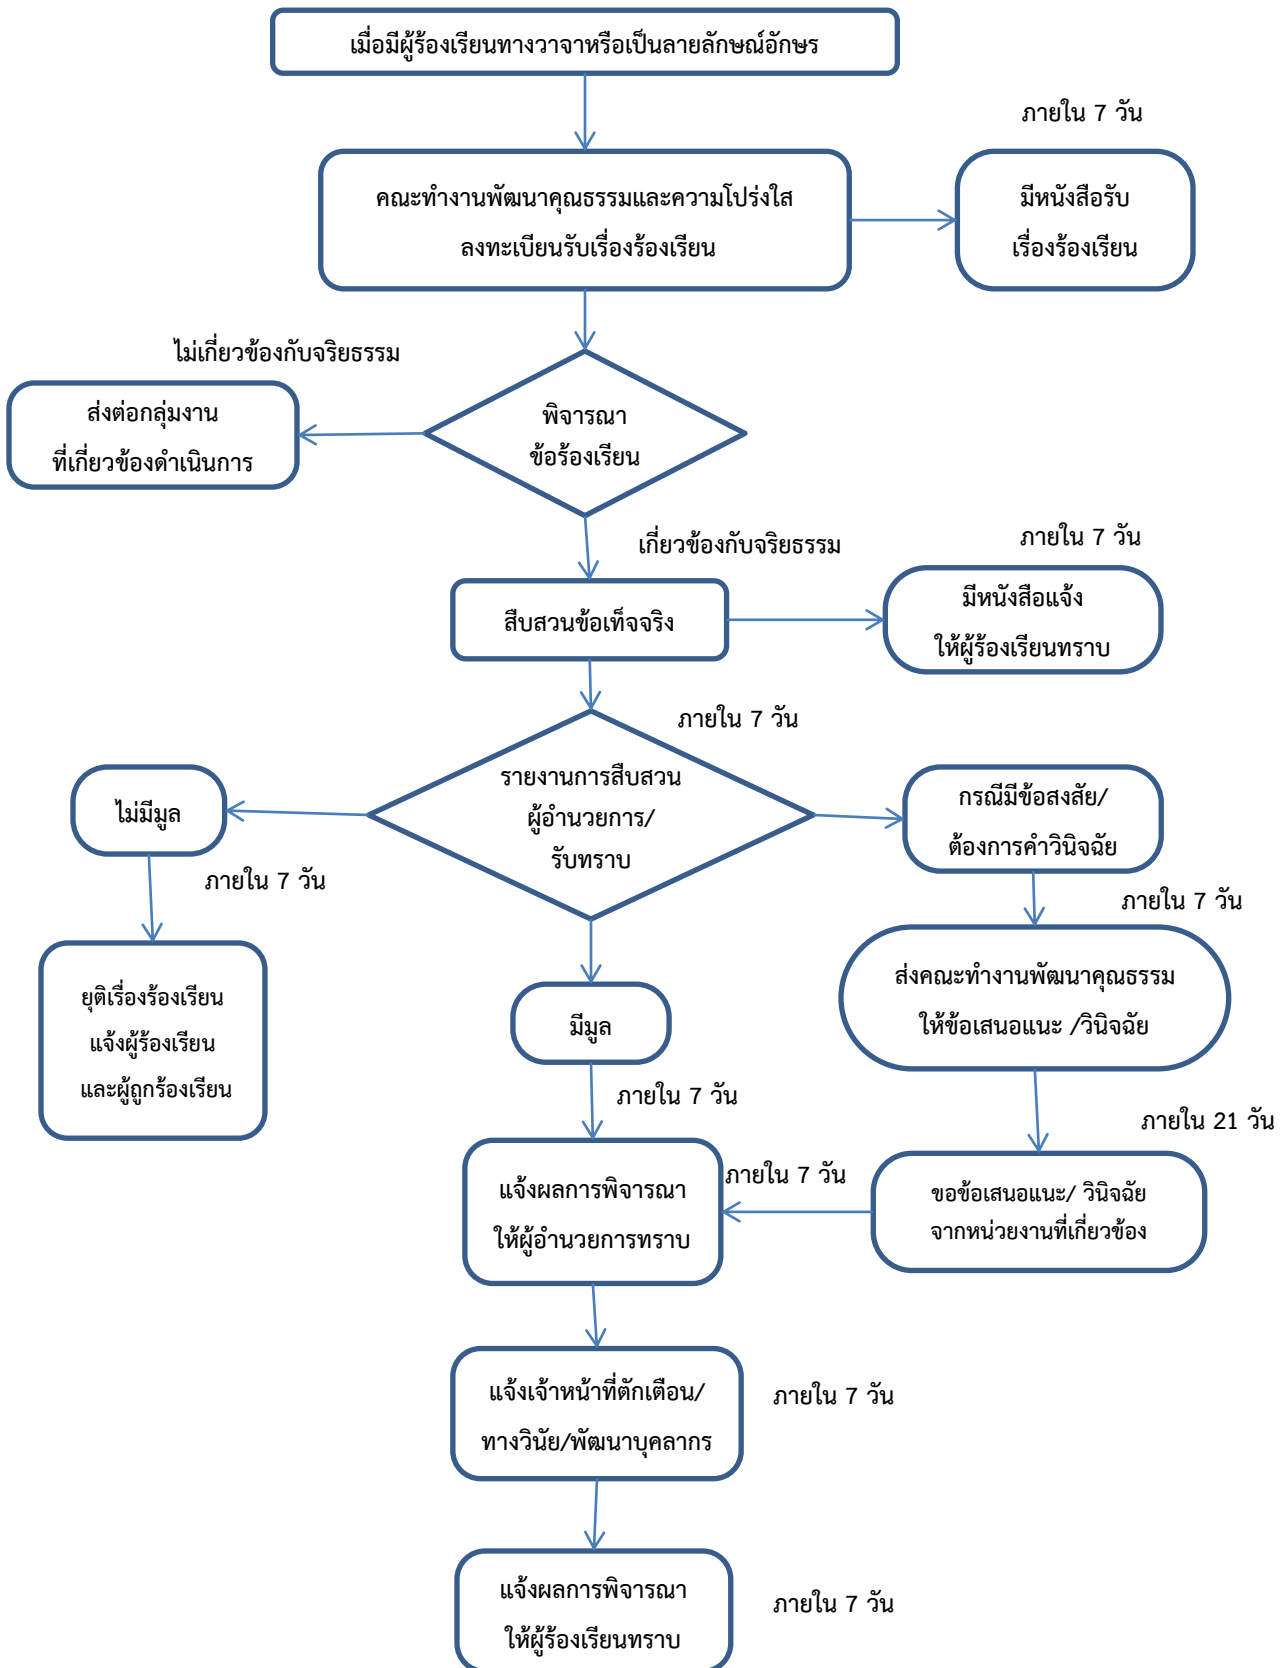 เมื่อมีผู้ร้องเรียนทางวาจาหรือเป็นลายลักษณ์อักษร
ภายใน 7 วัน
คณะทำงานพัฒนาคุณธรรมและความโปร่งใส
ลงทะเบียนรับเรื่องร้องเรียน
มีหนังสือรับ
เรื่องร้องเรียน
ไม่เกี่ยวข้องกับจริยธรรม
ส่งต่อกลุ่มงาน
ที่เกี่ยวข้องดำเนินการ
พิจารณา
ข้อร้องเรียน
เกี่ยวข้องกับจริยธรรม
ภายใน 7 วัน
สืบสวนข้อเท็จจริง
มีหนังสือแจ้ง
ให้ผู้ร้องเรียนทราบ
ภายใน 7 วัน
รายงานการสืบสวน
ผู้อำนวยการ/
รับทราบ
ไม่มีมูล
กรณีมีข้อสงสัย/
ต้องการคำวินิจฉัย
ภายใน 7 วัน
ภายใน 7 วัน
ยุติเรื่องร้องเรียน
แจ้งผู้ร้องเรียน
และผู้ถูกร้องเรียน
มีมูล
ส่งคณะทำงานพัฒนาคุณธรรม
ให้ข้อเสนอแนะ /วินิจฉัย
ภายใน 7 วัน
ภายใน 21 วัน
แจ้งผลการพิจารณา
ให้ผู้อำนวยการทราบ
ภายใน 7 วัน
ขอข้อเสนอแนะ/ วินิจฉัย
จากหน่วยงานที่เกี่ยวข้อง
แจ้งเจ้าหน้าที่ตักเตือน/
ทางวินัย/พัฒนาบุคลากร
ภายใน 7 วัน
แจ้งผลการพิจารณา
ให้ผู้ร้องเรียนทราบ
ภายใน 7 วัน